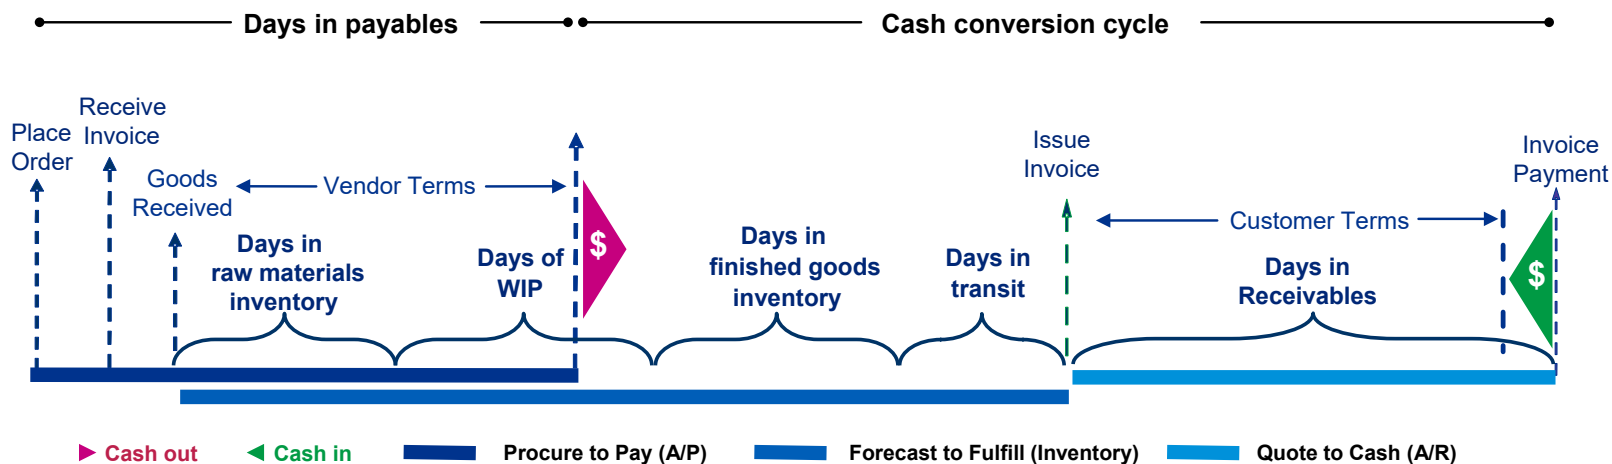 Days in payables
Cash conversion cycle
Place
Order
Receive
Invoice
Goods
Received
Vendor Terms
Issue
Invoice
Customer Terms
Invoice
Payment
Days in
raw materials
inventory
Days of
WIP
$
Days in
finished goods
inventory
Days in
transit
Days in
Receivables
$
Cash out
Cash in
Procure to Pay (A/P)
Forecast to Fulfill (Inventory)
Quote to Cash (A/R)